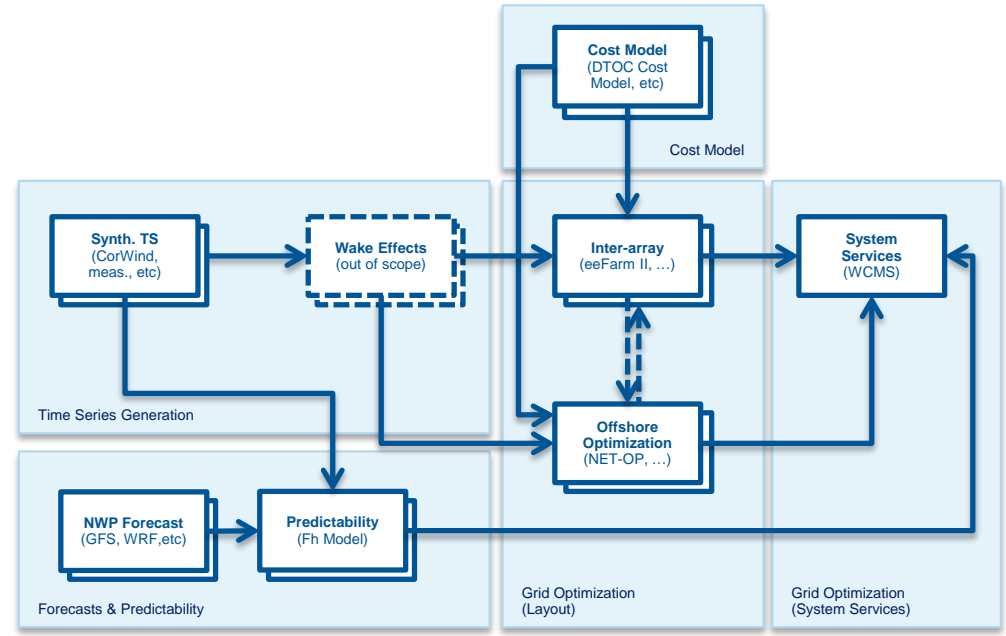 Cost Model
(DTOC Cost
Model, etc)
Cost Model
Synth. TS
(CorWind,
meas., etc)
Wake Effects
(out of scope)
Inter-array
(eeFarm II, …)
System
Services
(WCMS)
Time Series Generation
Offshore
Optimization
(NET-OP, …)
NWP Forecast
(GFS, WRF,etc)
Predictability
(Fh Model)
Forecasts & Predictability
Grid Optimization
(Layout)
Grid Optimization
(System Services)